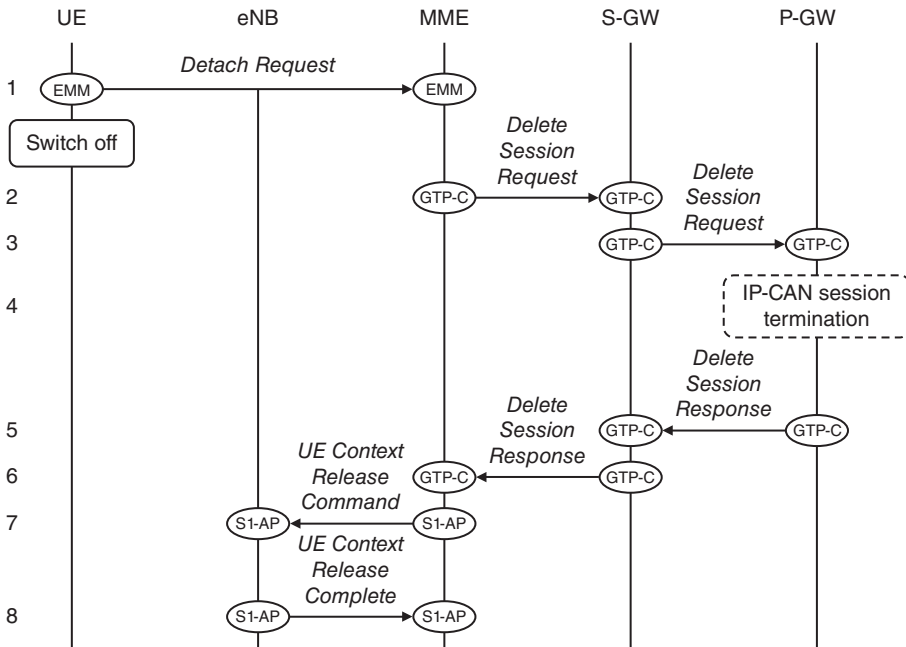 UE eNB MME S-GW P-GW
Detach Request
1 EMM EMM
Switch off
Delete
Session
Request
2 GTP-C GTP-C
Delete
Session
Request
3 GTP-C GTP-C
4 IP-CAN session
termination
Delete
Session
Response
5 GTP-C GTP-C
Delete
Session
Response
6 GTP-C GTP-C
UE Context
Release
Command
7 S1-AP S1-AP
UE Context
Release
Complete
8 S1-AP S1-AP